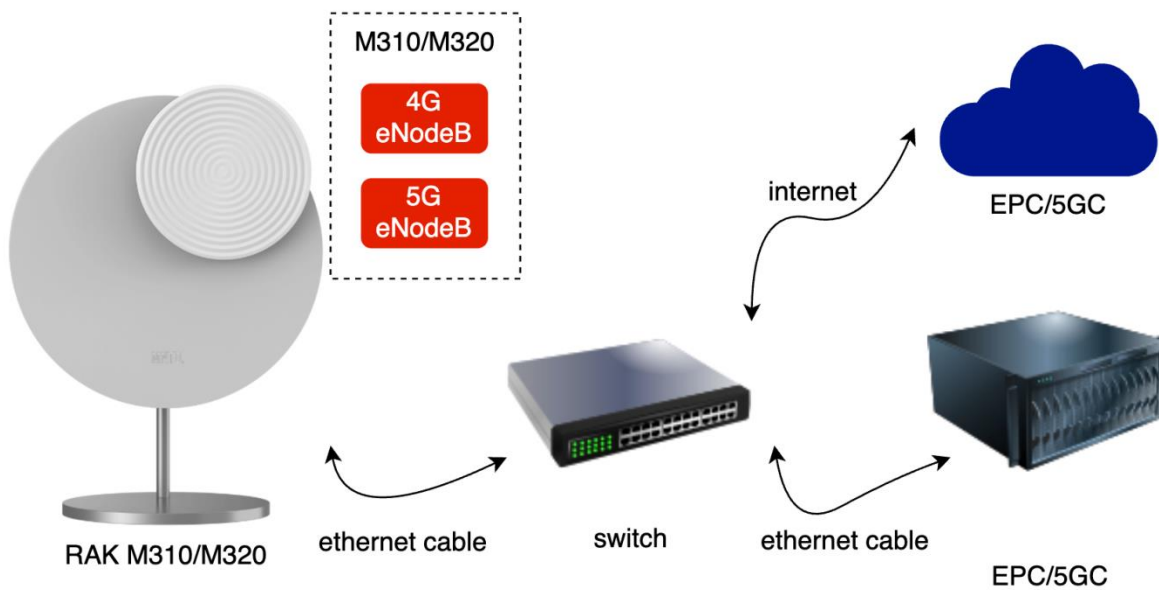 M310/M320
4G
eNodeB
5G
eNodeB
internet
EPC/5GC
RAK M310/M320
ethernet cable
switch
ethernet cable
EPC/5GC